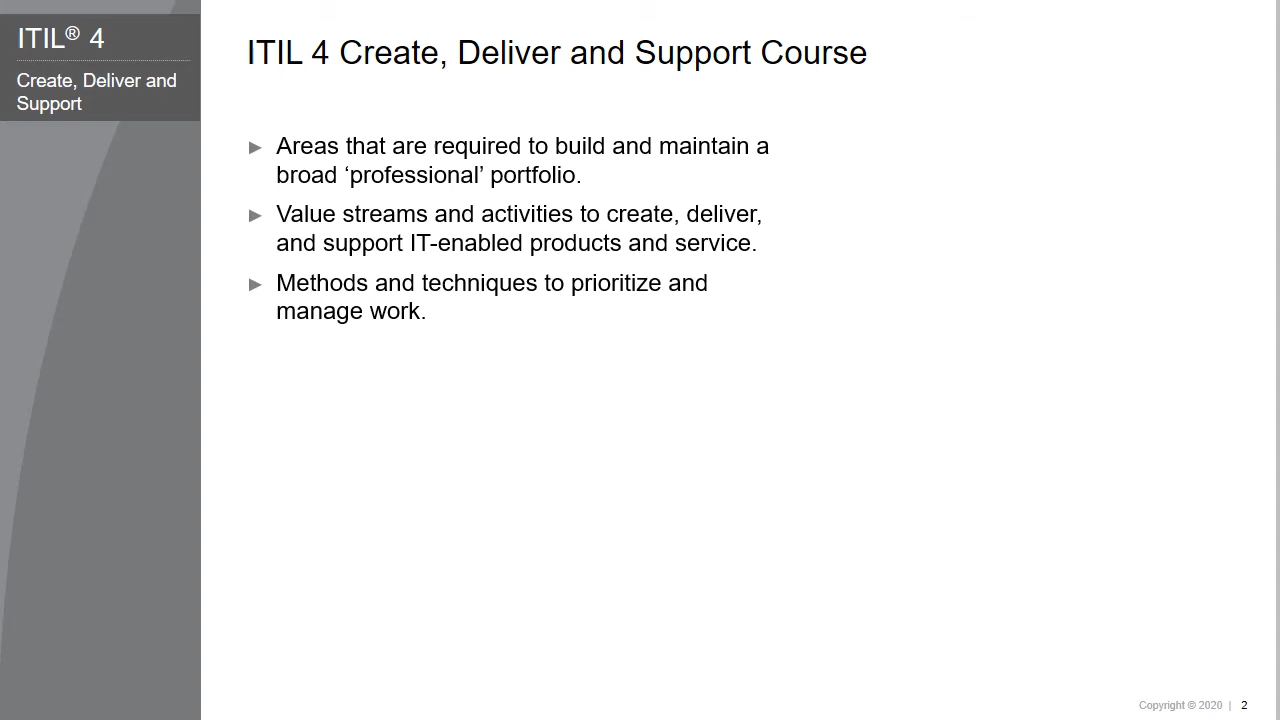 ITIL® 4
Create, Deliver and
Support
ITIL 4 Create, Deliver and Support Course
► Areas that are required to build and maintain a
broad ‘professional’ portfolio.
► Value streams and activities to create, deliver,
and support IT-enabled products and service.
► Methods and techniques to prioritize and
manage work.
Copyright © 2020 | 2